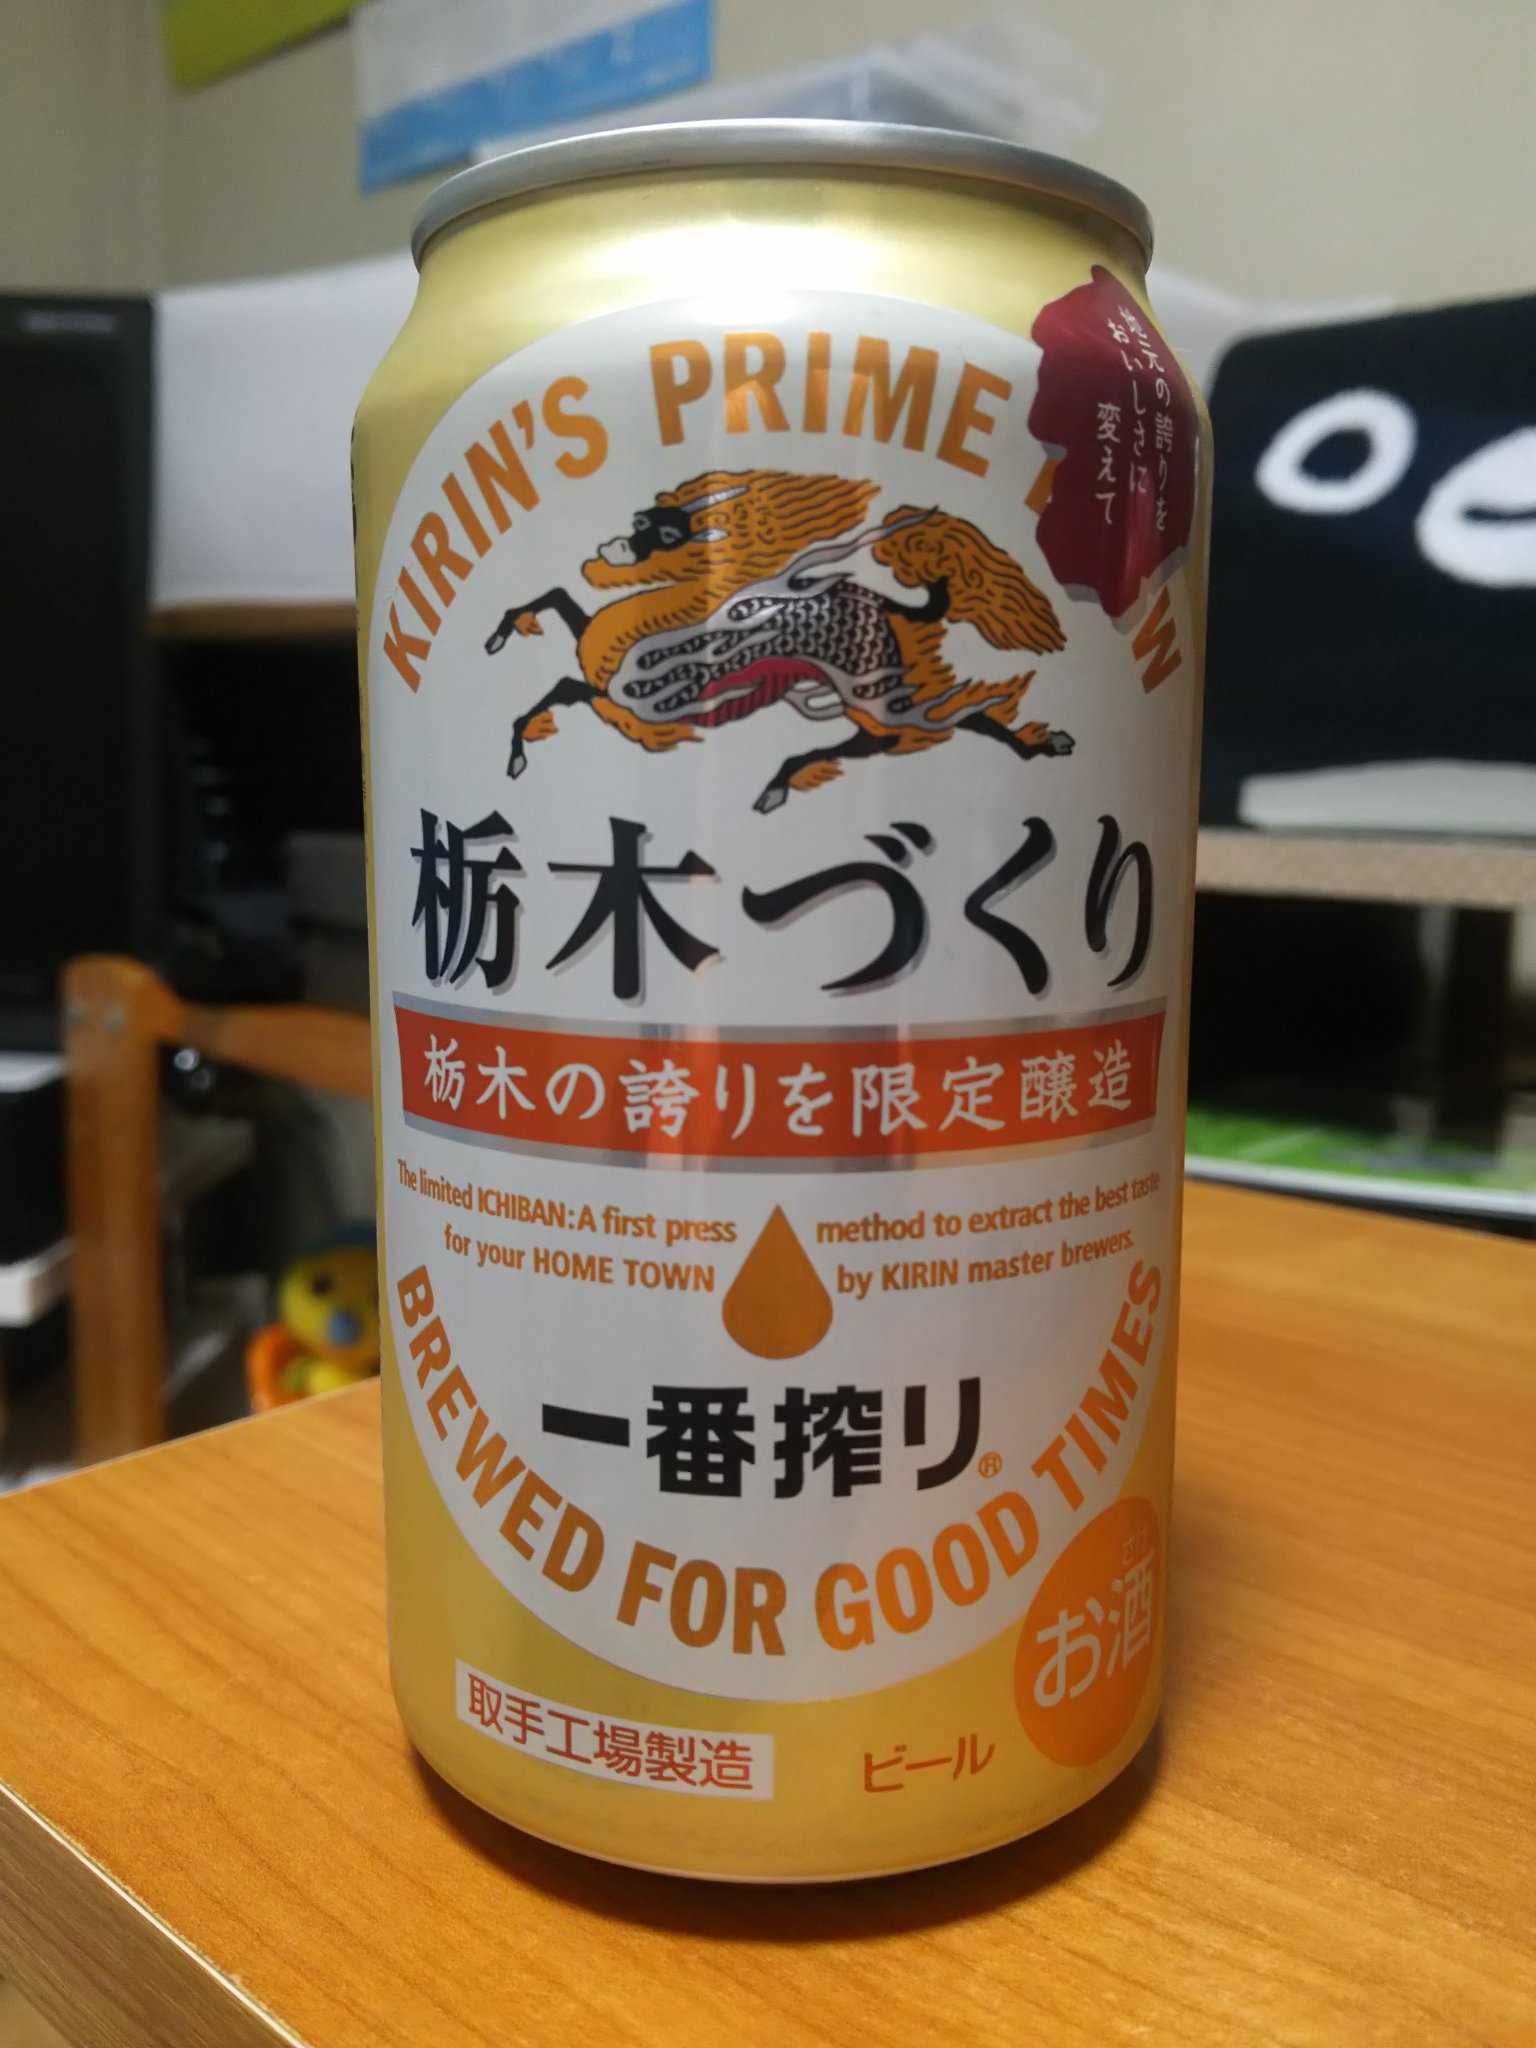 KIRIN'S PRIME
地元の誇りを
おいしさに
変えて
栃木づくり
栃木の誇りを限定醸造
The limited ICHIBAN: A first press method to extract the best taste
for your HOME TOWN by KIRIN master brewers.
一番搾り®
BREWED FOR GOOD TIMES
さけ
お酒
取手工場製造
ビール